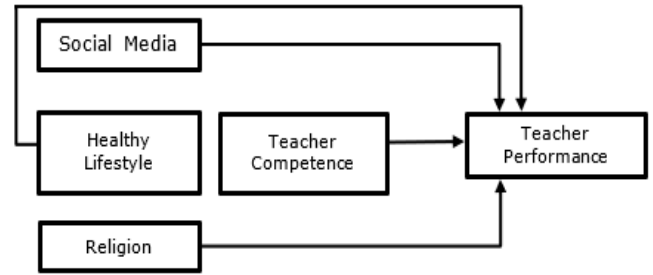 Social Media
Healthy
Lifestyle
Teacher
Competence
Teacher
Performance
Religion